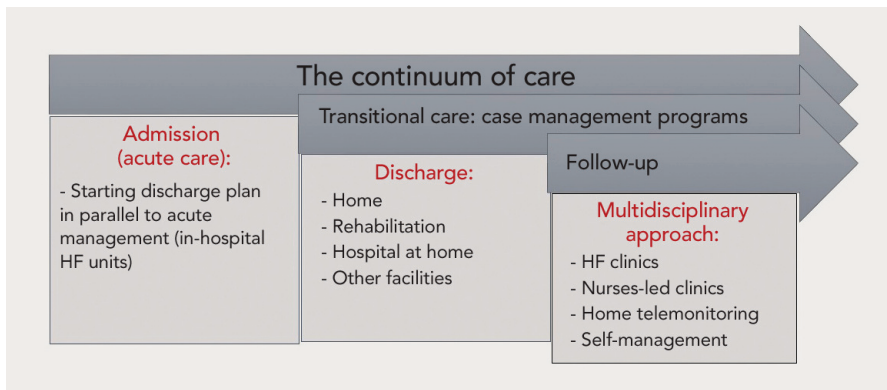 The continuum of care
Transitional care: case management programs
Follow-up
Admission
(acute care):
- Starting discharge plan
in parallel to acute
management (in-hospital
HF units)
Discharge:
- Home
- Rehabilitation
- Hospital at home
- Other facilities
Multidisciplinary
approach:
- HF clinics
- Nurses-led clinics
- Home telemonitoring
- Self-management